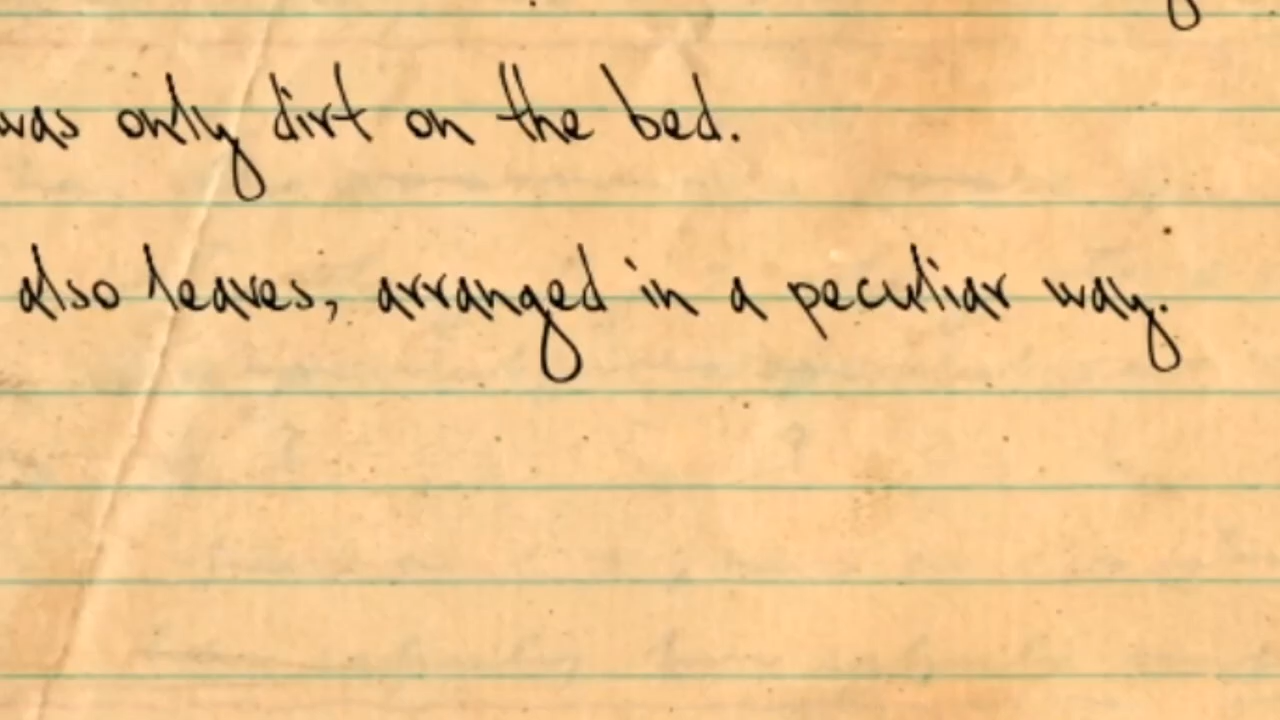 was only dirt on the bed.
also leaves, arranged in a peculiar way.